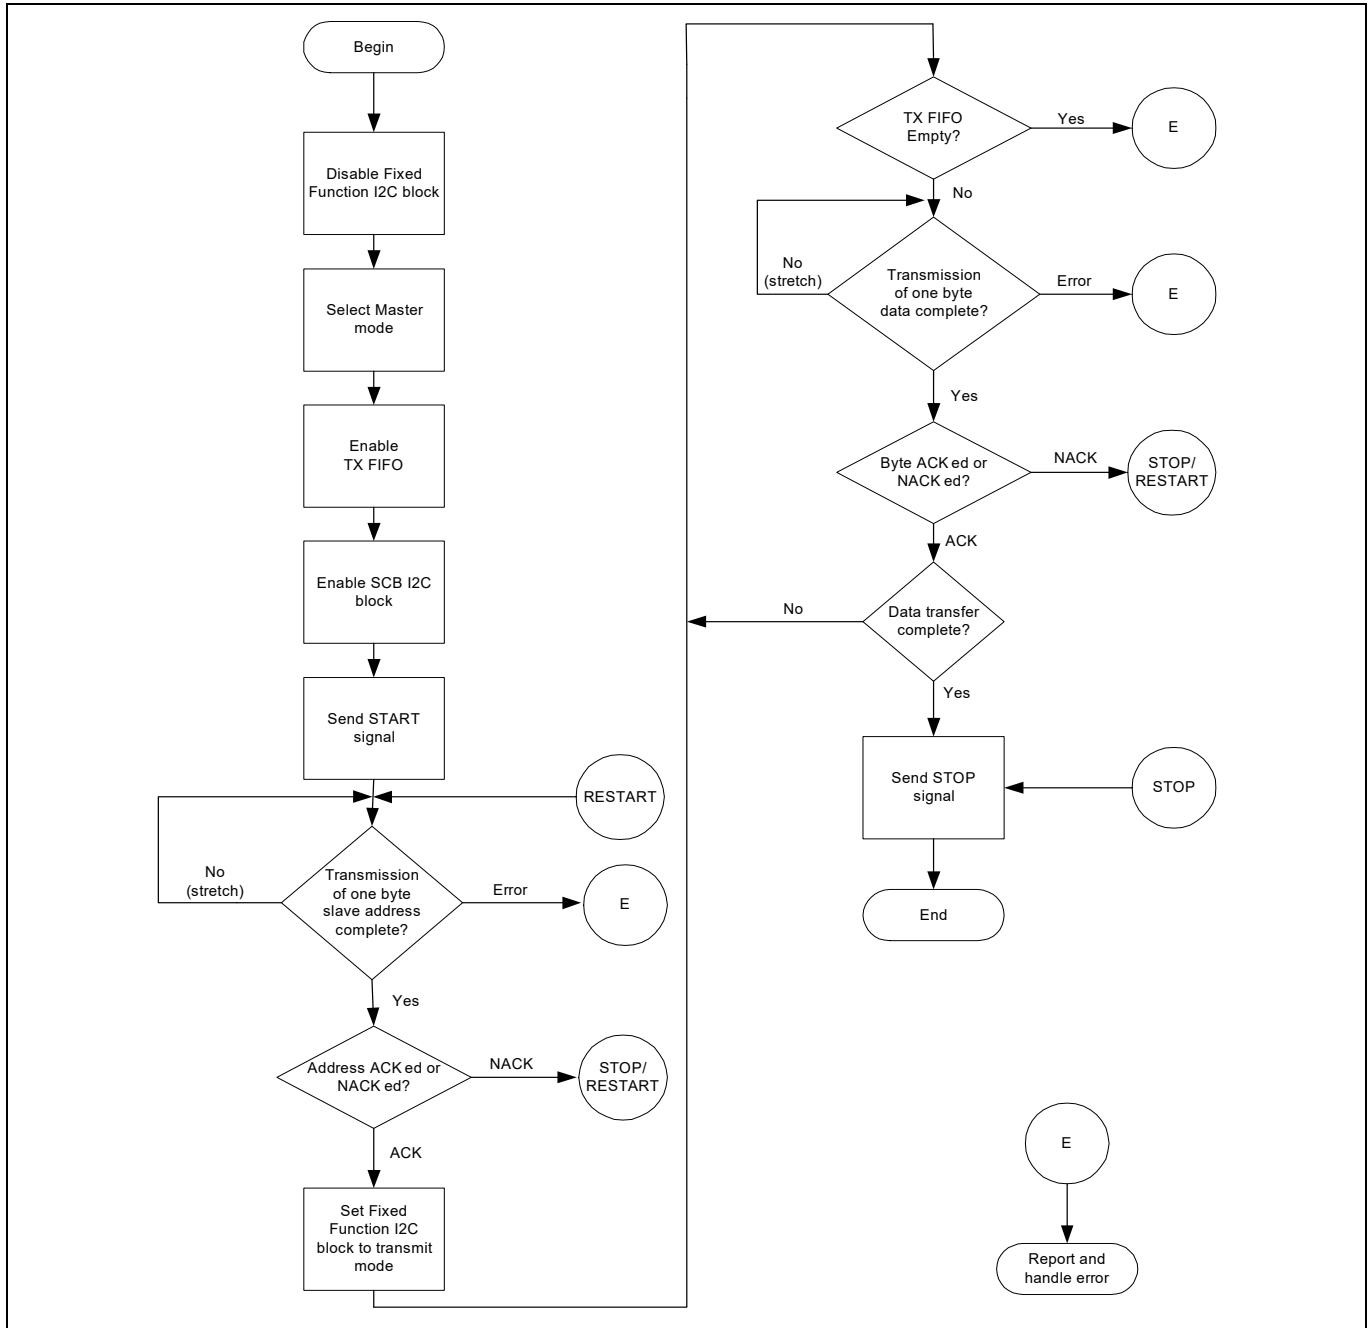 Begin
Disable Fixed
Function I2C block
Select Master
mode
Enable
TX FIFO
Enable SCB I2C
block
Send START
signal
RESTART
No
(stretch)
Transmission
of one byte
slave address
complete?
Error
E
Yes
Address ACK ed or
NACK ed?
NACK
STOP/
RESTART
ACK
Set Fixed
Function I2C
block to transmit
mode
TX FIFO
Empty?
Yes
E
No
No
(stretch)
Transmission
of one byte
data complete?
Error
E
Yes
Byte ACK ed or
NACK ed?
NACK
STOP/
RESTART
ACK
No
Data transfer
complete?
Yes
Send STOP
signal
STOP
End
E
Report and
handle error